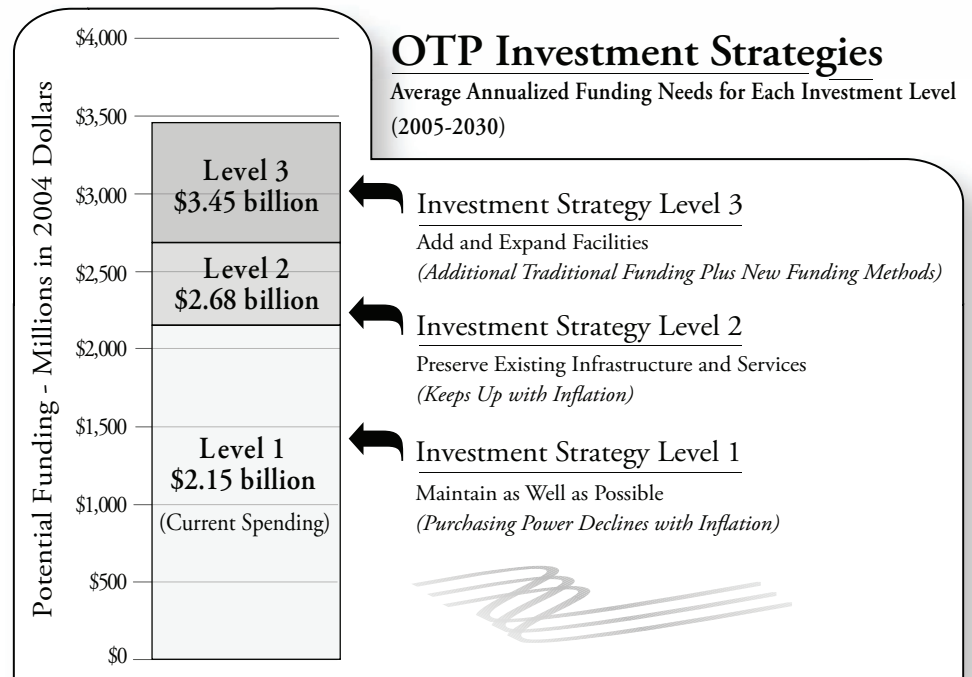 OTP Investment Strategies
Average Annualized Funding Needs for Each Investment Level
(2005-2030)
Potential Funding - Millions in 2004 Dollars
$4,000
$3,500
$3,000
$2,500
$2,000
$1,500
$1,000
$500
$0
Level 3
$3.45 billion
Level 2
$2.68 billion
Level 1
$2.15 billion
(Current Spending)
Investment Strategy Level 3
Add and Expand Facilities
(Additional Traditional Funding Plus New Funding Methods)
Investment Strategy Level 2
Preserve Existing Infrastructure and Services
(Keeps Up with Inflation)
Investment Strategy Level 1
Maintain as Well as Possible
(Purchasing Power Declines with Inflation)